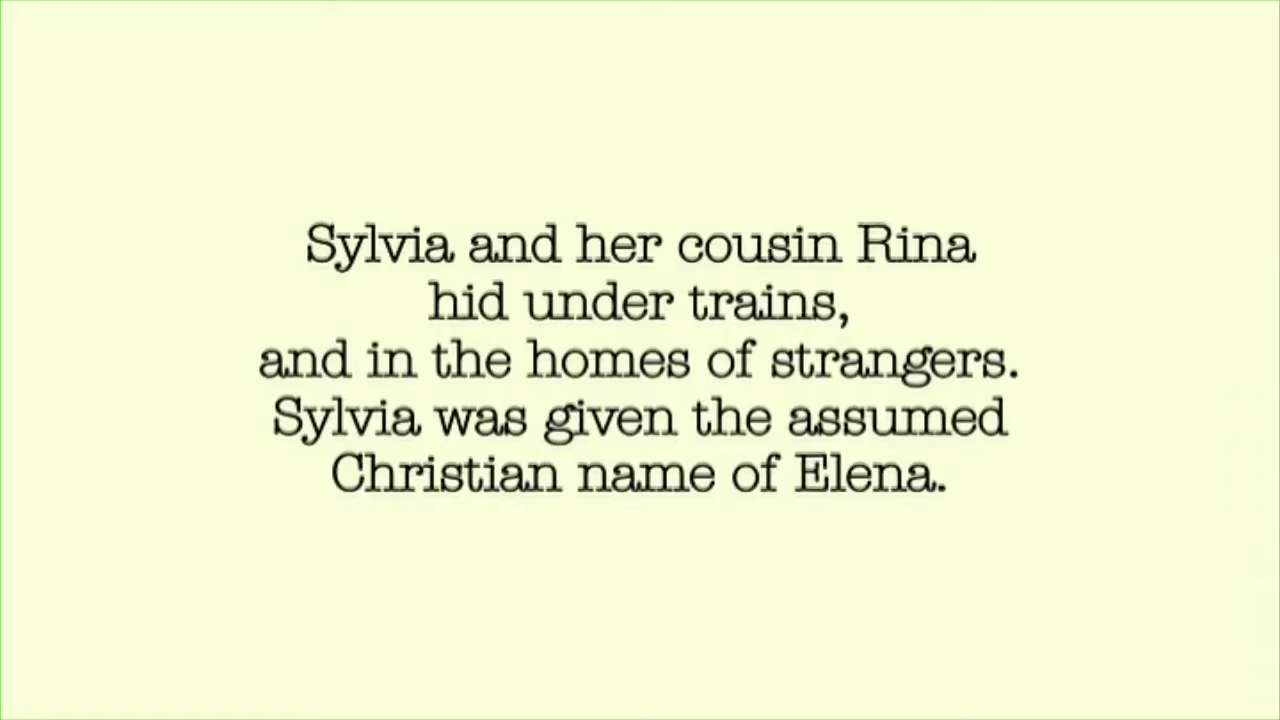 Sylvia and her cousin Rina
hid under trains,
and in the homes of strangers.
Sylvia was given the assumed
Christian name of Elena.